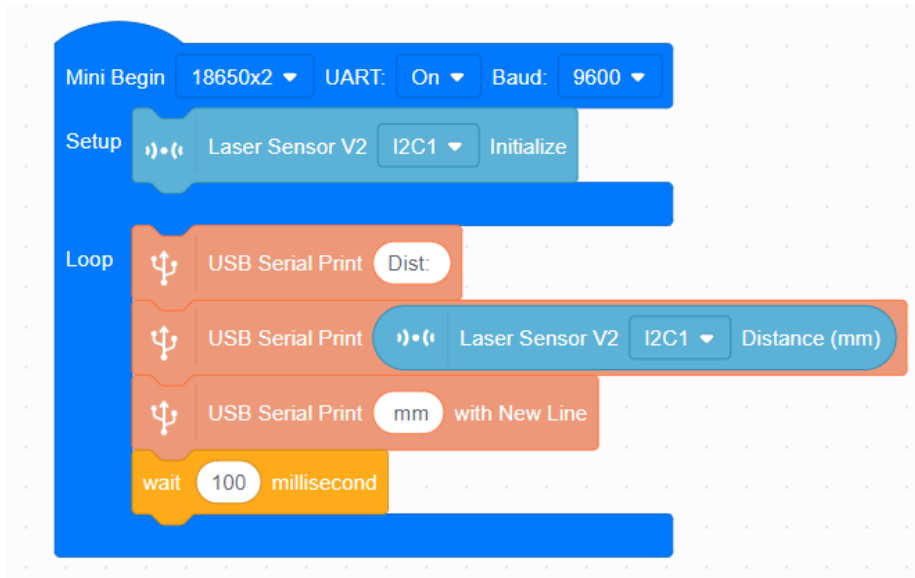 Mini Begin 18650x2 UART: On Baud: 9600
Setup Laser Sensor V2 I2C1 Initialize
Loop USB Serial Print Dist:
USB Serial Print Laser Sensor V2 I2C1 Distance (mm)
USB Serial Print mm with New Line
wait 100 millisecond